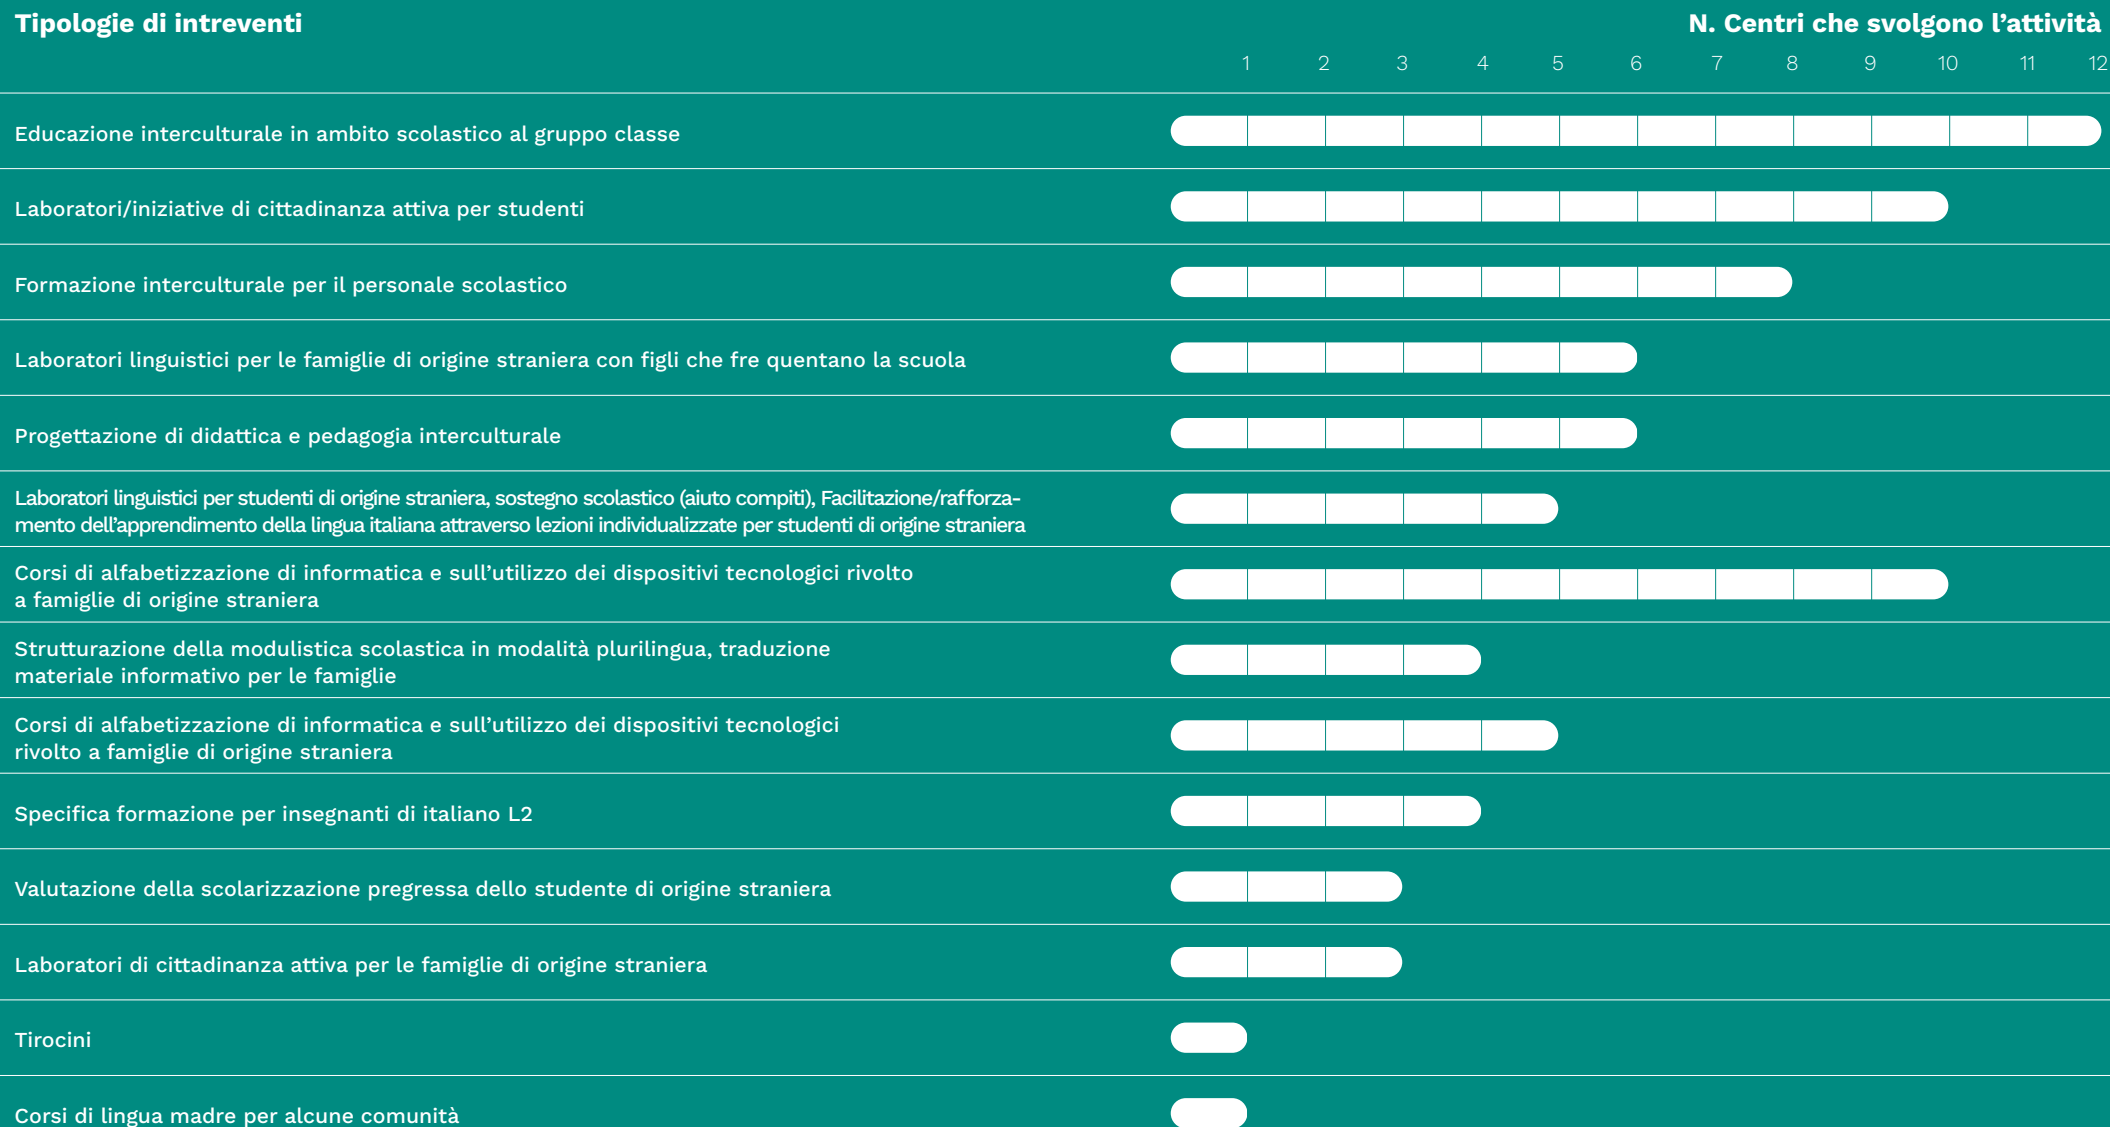 Tipologie di intreventi
N. Centri che svolgono l’attività
1 2 3 4 5 6 7 8 9 10 11 12
Educazione interculturale in ambito scolastico al gruppo classe
Laboratori/iniziative di cittadinanza attiva per studenti
Formazione interculturale per il personale scolastico
Laboratori linguistici per le famiglie di origine straniera con figli che fre quentano la scuola
Progettazione di didattica e pedagogia interculturale
Laboratori linguistici per studenti di origine straniera, sostegno scolastico (aiuto compiti), Facilitazione/rafforza-
mento dell’apprendimento della lingua italiana attraverso lezioni individualizzate per studenti di origine straniera
Corsi di alfabetizzazione di informatica e sull’utilizzo dei dispositivi tecnologici rivolto
a famiglie di origine straniera
Strutturazione della modulistica scolastica in modalità plurilingua, traduzione
materiale informativo per le famiglie
Corsi di alfabetizzazione di informatica e sull’utilizzo dei dispositivi tecnologici
rivolto a famiglie di origine straniera
Specifica formazione per insegnanti di italiano L2
Valutazione della scolarizzazione pregressa dello studente di origine straniera
Laboratori di cittadinanza attiva per le famiglie di origine straniera
Tirocini
Corsi di lingua madre per alcune comunità